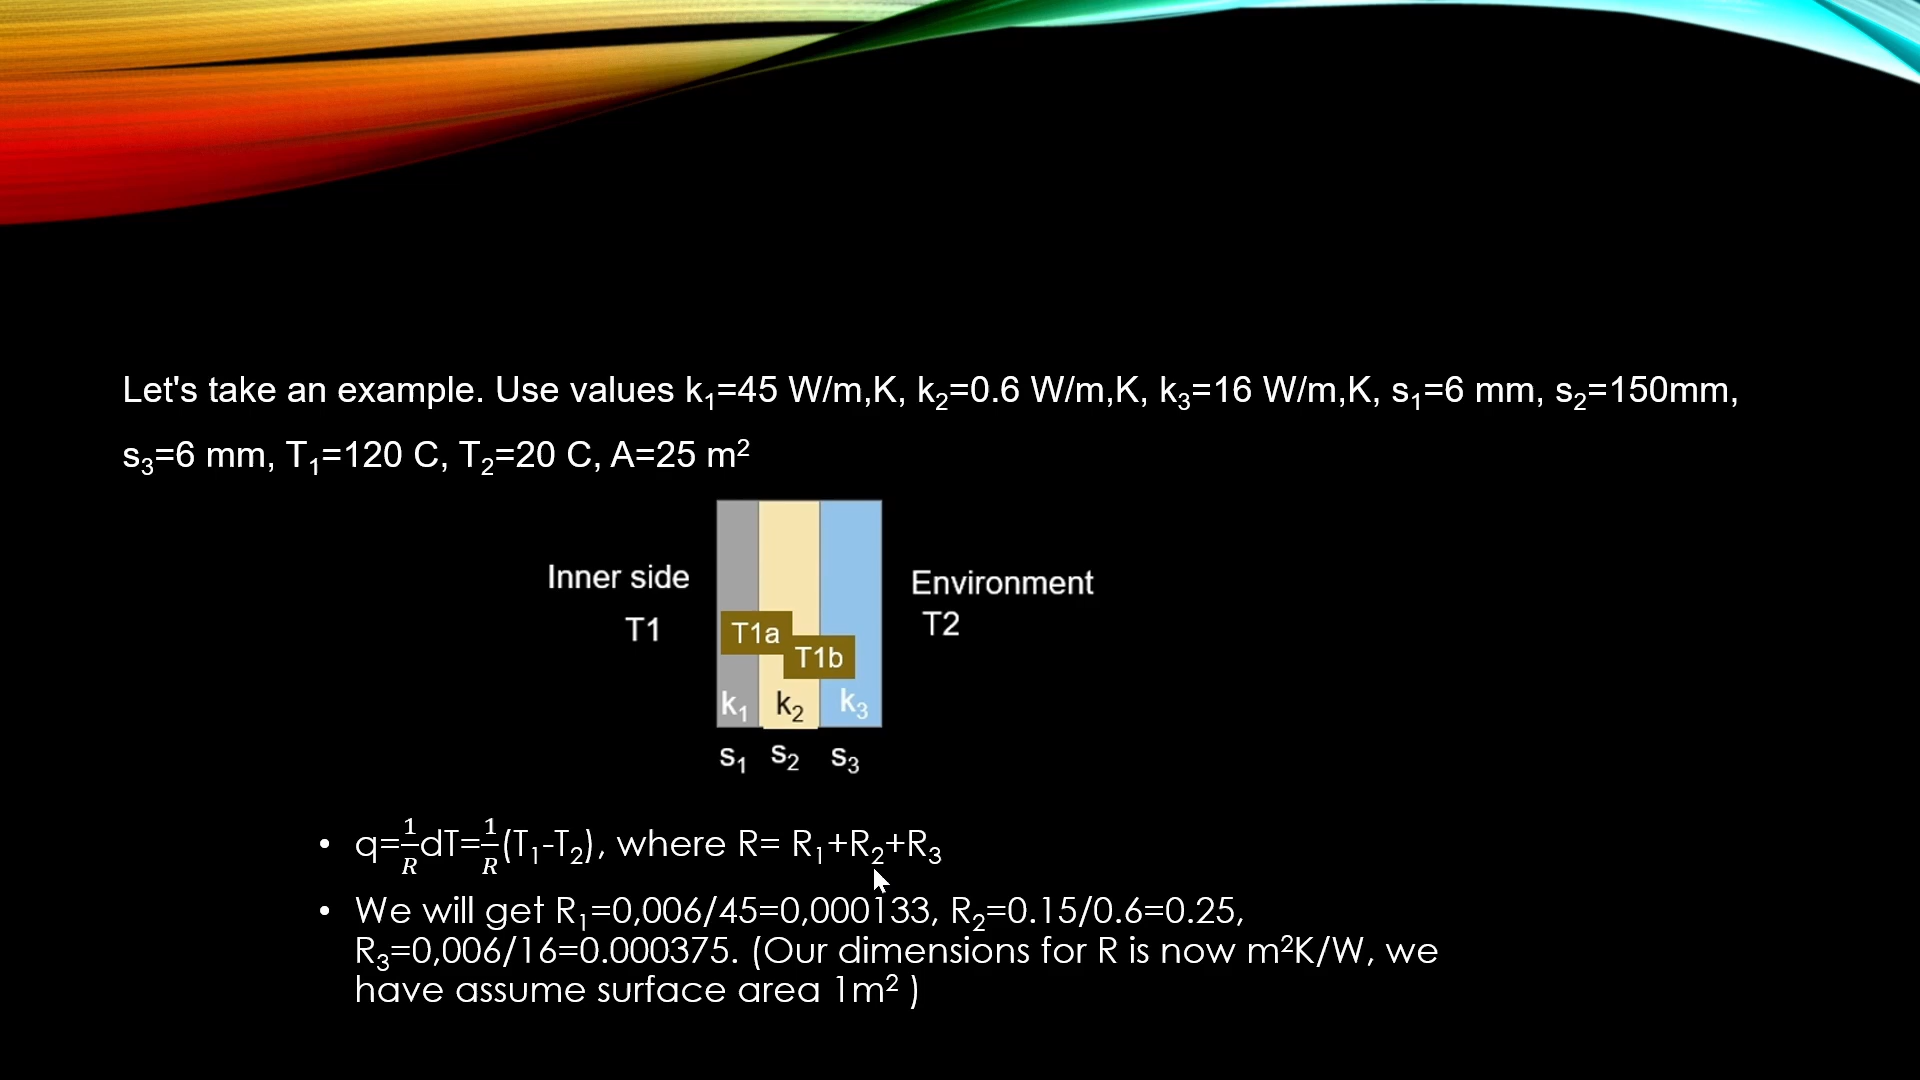 Let's take an example. Use values k₁=45 W/m,K, k₂=0.6 W/m,K, k₃=16 W/m,K, s₁=6 mm, s₂=150mm,
s₃=6 mm, T₁=120 C, T₂=20 C, A=25 m²
Inner side
Environment
T1
T2
T1a
T1b
k₁ k₂ k₃
s₁ s₂ s₃
• q=1/R dT=1/R (T₁-T₂), where R= R₁+R₂+R₃
• We will get R₁=0,006/45=0,000133, R₂=0.15/0.6=0.25,
R₃=0,006/16=0.000375. (Our dimensions for R is now m²K/W, we
have assume surface area 1m² )